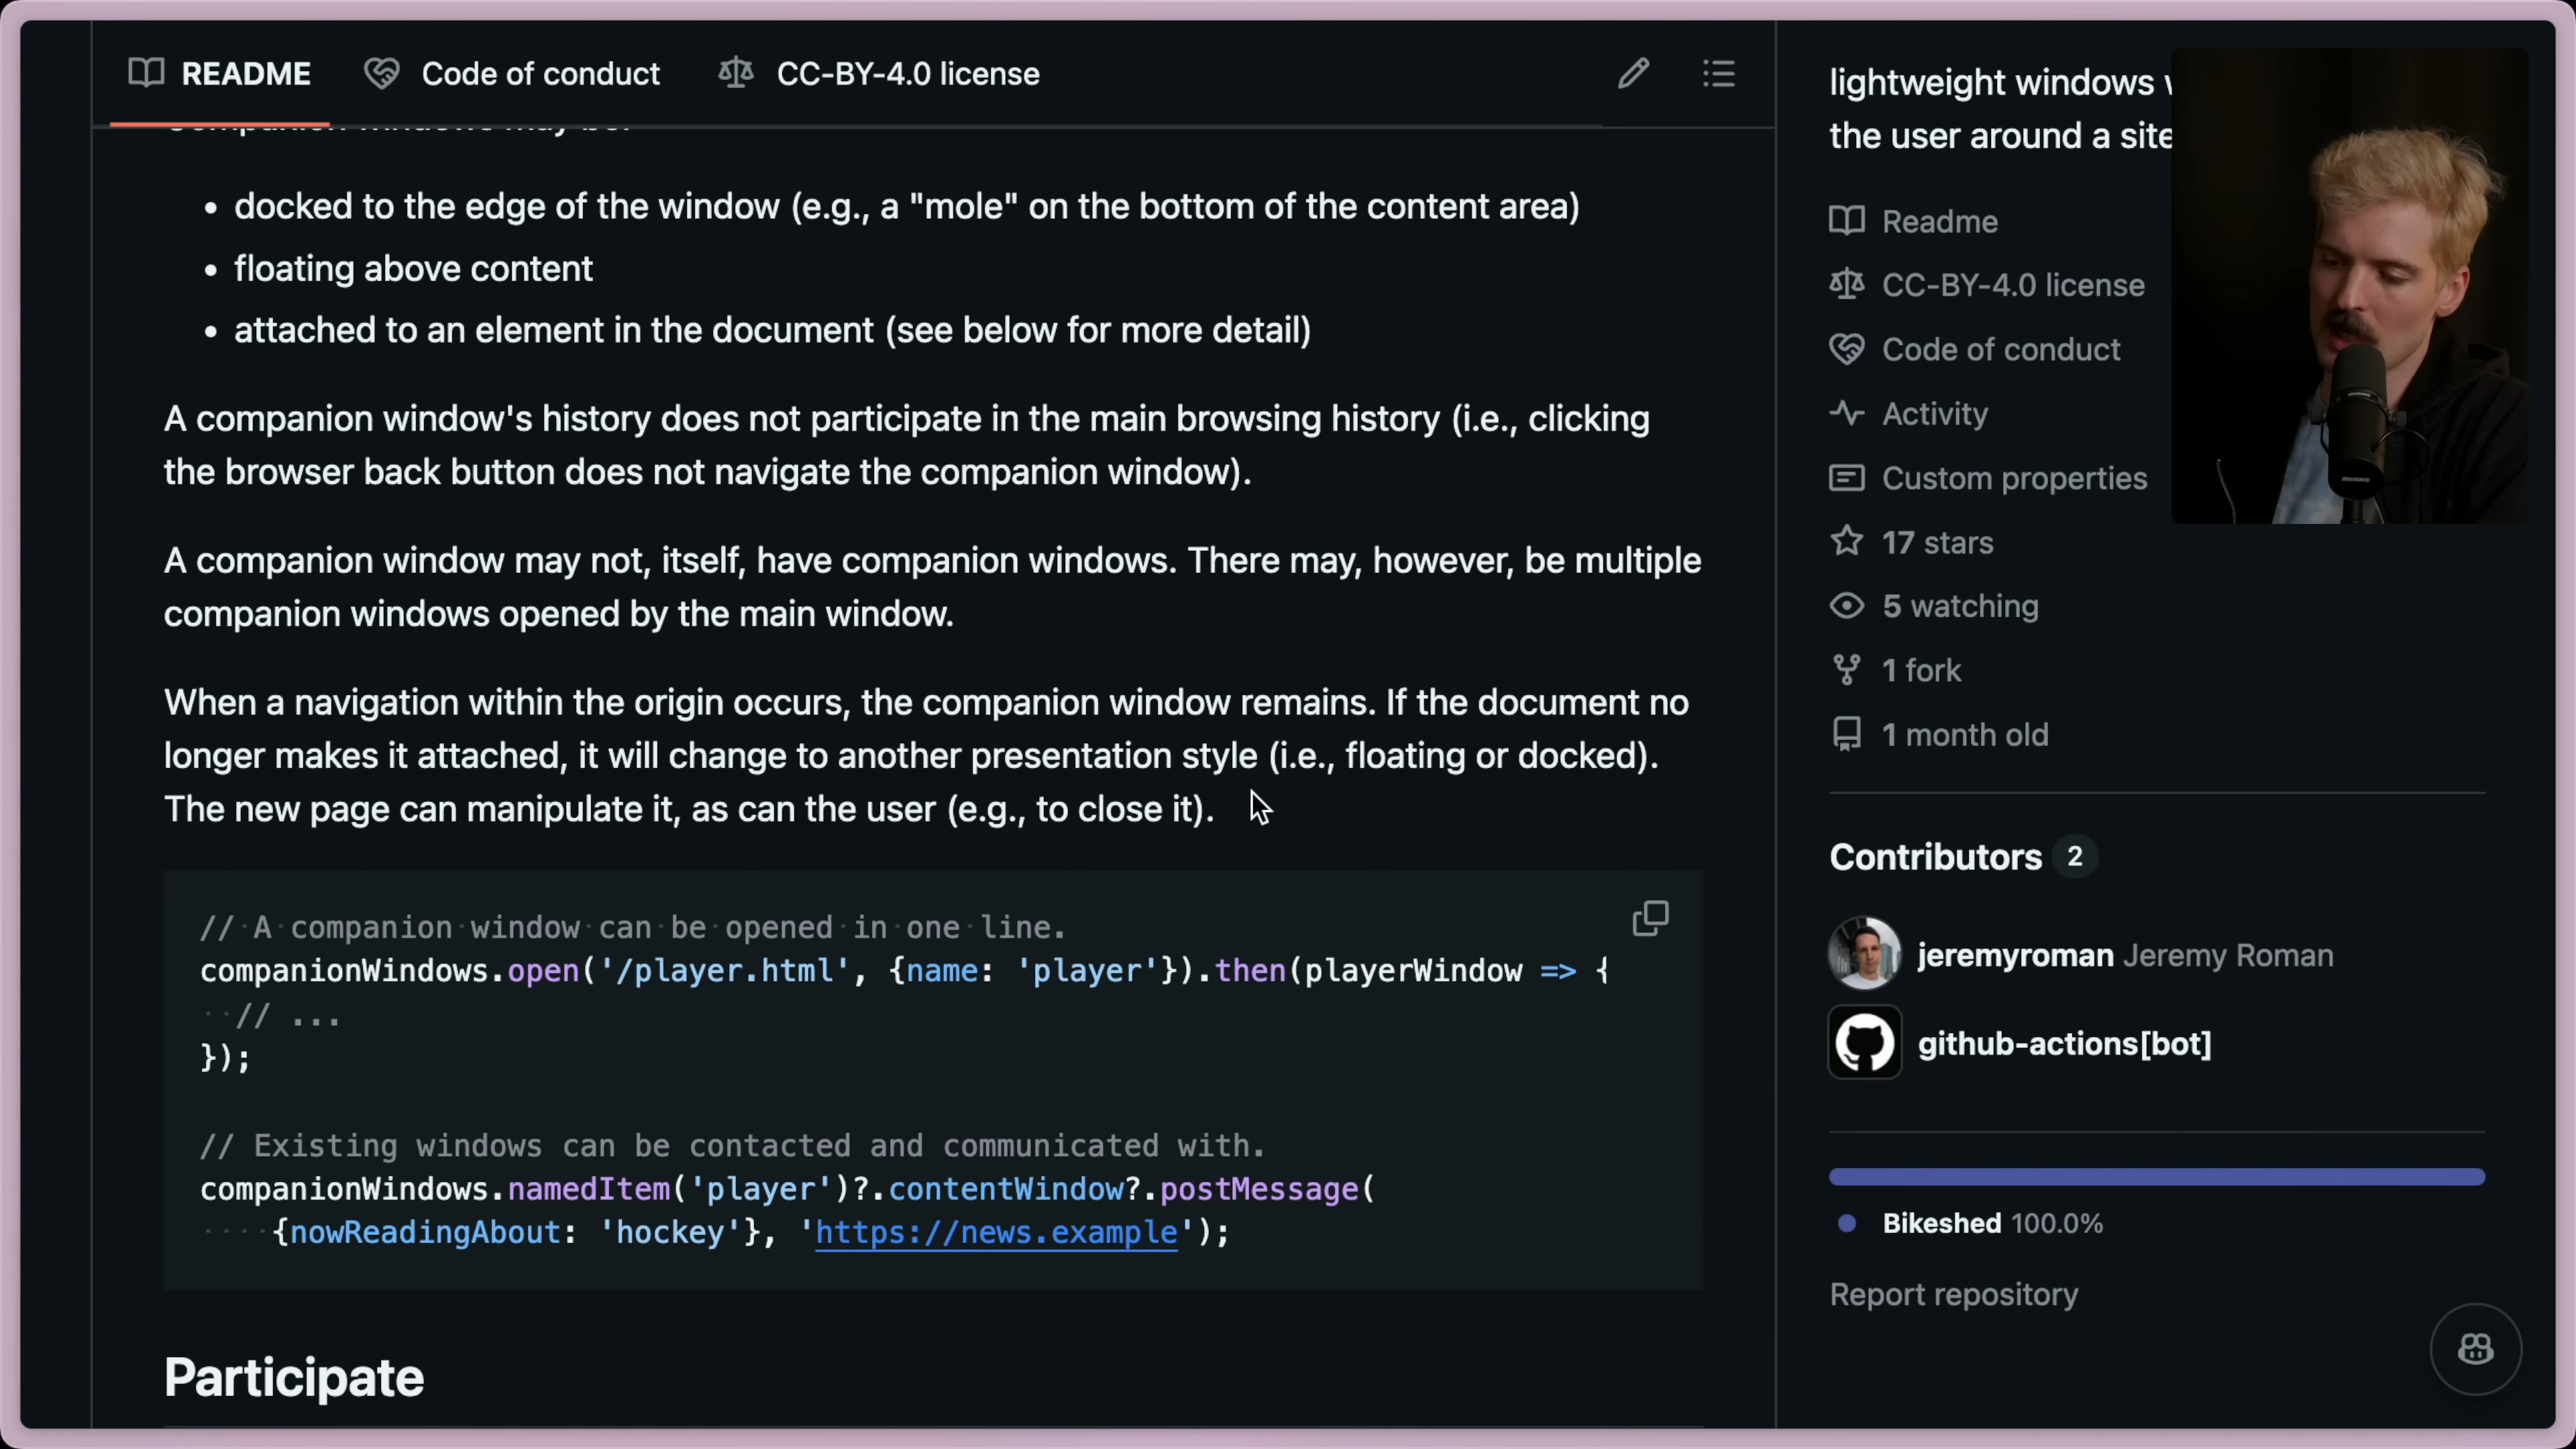 README
Code of conduct
CC-BY-4.0 license
docked to the edge of the window (e.g., a "mole" on the bottom of the content area)
floating above content
attached to an element in the document (see below for more detail)
A companion window's history does not participate in the main browsing history (i.e., clicking
the browser back button does not navigate the companion window).
A companion window may not, itself, have companion windows. There may, however, be multiple
companion windows opened by the main window.
When a navigation within the origin occurs, the companion window remains. If the document no
longer makes it attached, it will change to another presentation style (i.e., floating or docked).
The new page can manipulate it, as can the user (e.g., to close it).
// A companion window can be opened in one line.
companionWindows.open('/player.html', {name: 'player'}).then(playerWindow => {
// ...
});
// Existing windows can be contacted and communicated with.
companionWindows.namedItem('player')?.contentWindow?.postMessage(
{nowReadingAbout: 'hockey'}, 'https://news.example');
Participate
lightweight windows
the user around a site
Readme
CC-BY-4.0 license
Code of conduct
Activity
Custom properties
17 stars
5 watching
1 fork
1 month old
Contributors 2
jeremyroman Jeremy Roman
github-actions[bot]
Bikeshed 100.0%
Report repository